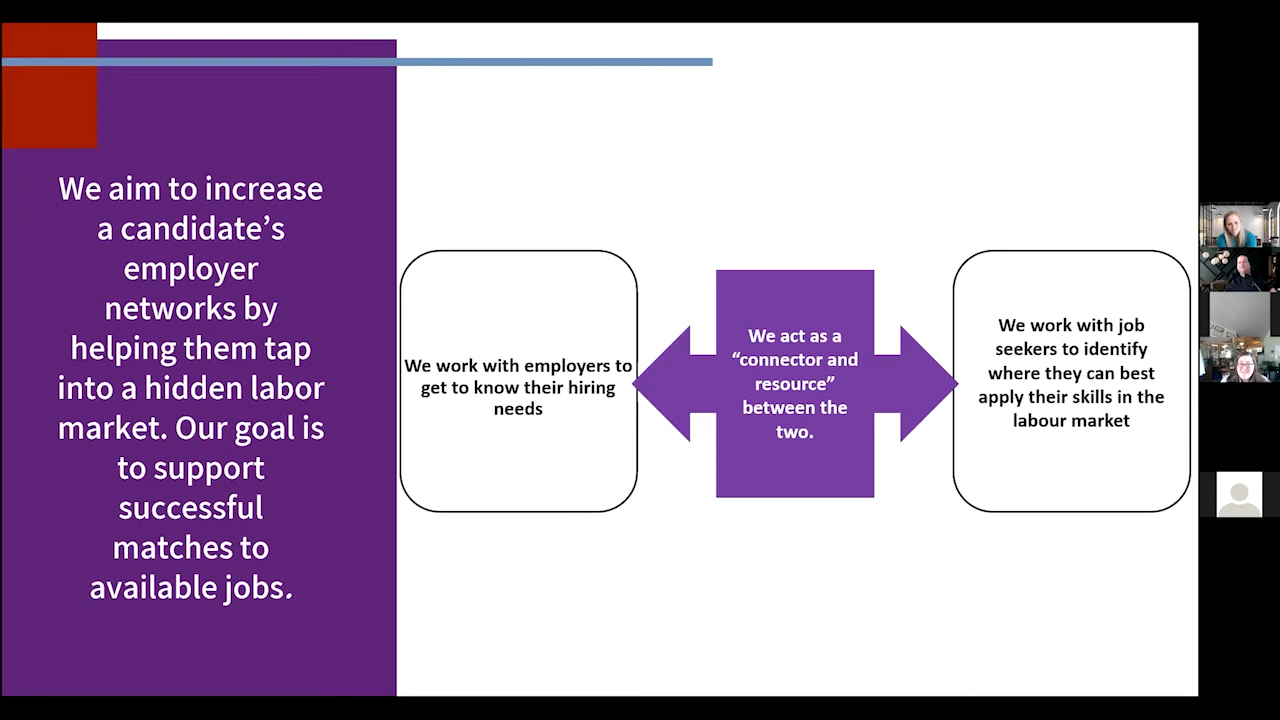 We aim to increase
a candidate’s
employer
networks by
helping them tap
into a hidden labor
market. Our goal is
to support
successful
matches to
available jobs.
We work with employers to
get to know their hiring
needs
We act as a
“connector and
resource”
between the
two.
We work with job
seekers to identify
where they can best
apply their skills in the
labour market